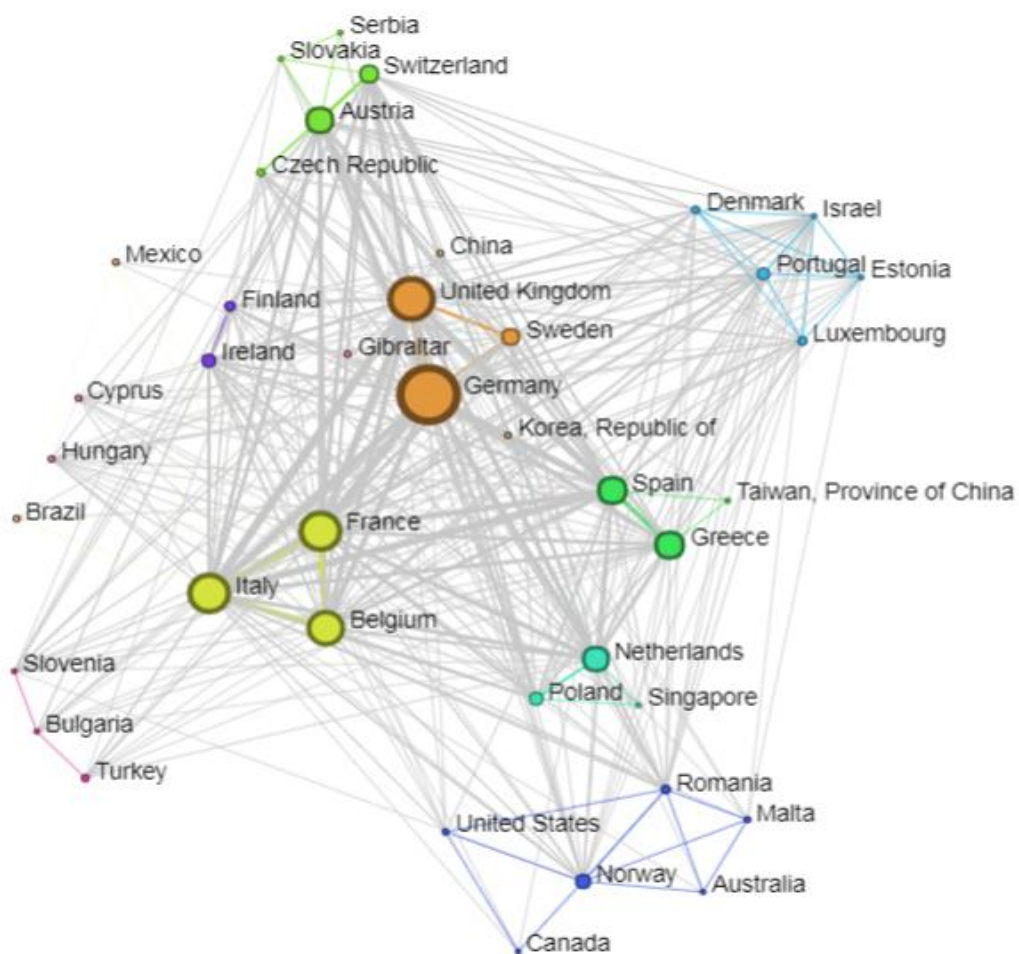 Serbia
Slovakia
Switzerland
Austria
Czech Republic
Denmark
Israel
China
Mexico
Portugal
Estonia
United Kingdom
Finland
Sweden
Luxembourg
Gibraltar
Ireland
Germany
Cyprus
Korea, Republic of
Hungary
Spain
Taiwan, Province of China
Brazil
France
Greece
Italy
Belgium
Netherlands
Slovenia
Poland
Singapore
Bulgaria
Turkey
Romania
Malta
United States
Norway
Australia
Canada